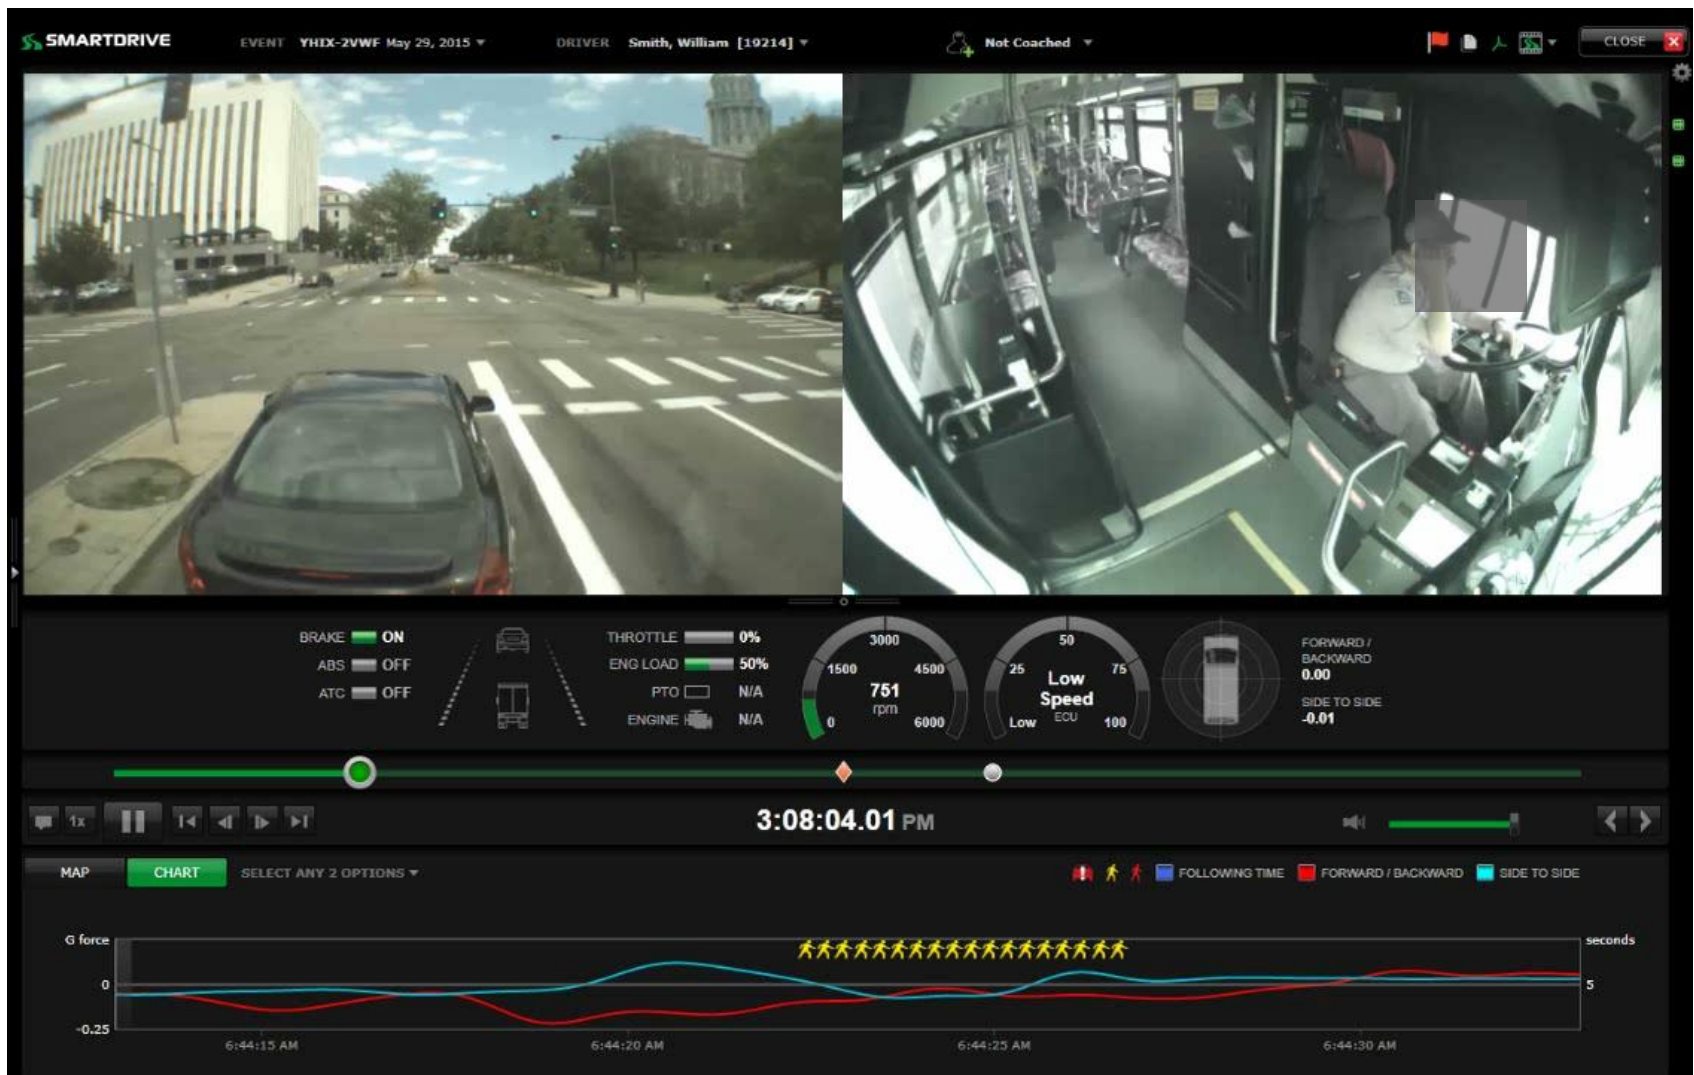 SMARTDRIVE EVENT YHIX-2VWF May 29, 2015 DRIVER Smith, William [19214] Not Coached CLOSE
BRAKE ON
ABS OFF
ATC OFF
THROTTLE 0%
ENG LOAD 50%
PTO N/A
ENGINE N/A
3000
1500 4500
751
rpm
0 6000
50
25 75
Low
Speed
ECU
Low 100
FORWARD /
BACKWARD
0.00
SIDE TO SIDE
-0.01
1x
3:08:04.01 PM
MAP CHART SELECT ANY 2 OPTIONS FOLLOWING TIME FORWARD / BACKWARD SIDE TO SIDE
G force seconds
0 5
-0.25
6:44:15 AM 6:44:20 AM 6:44:25 AM 6:44:30 AM